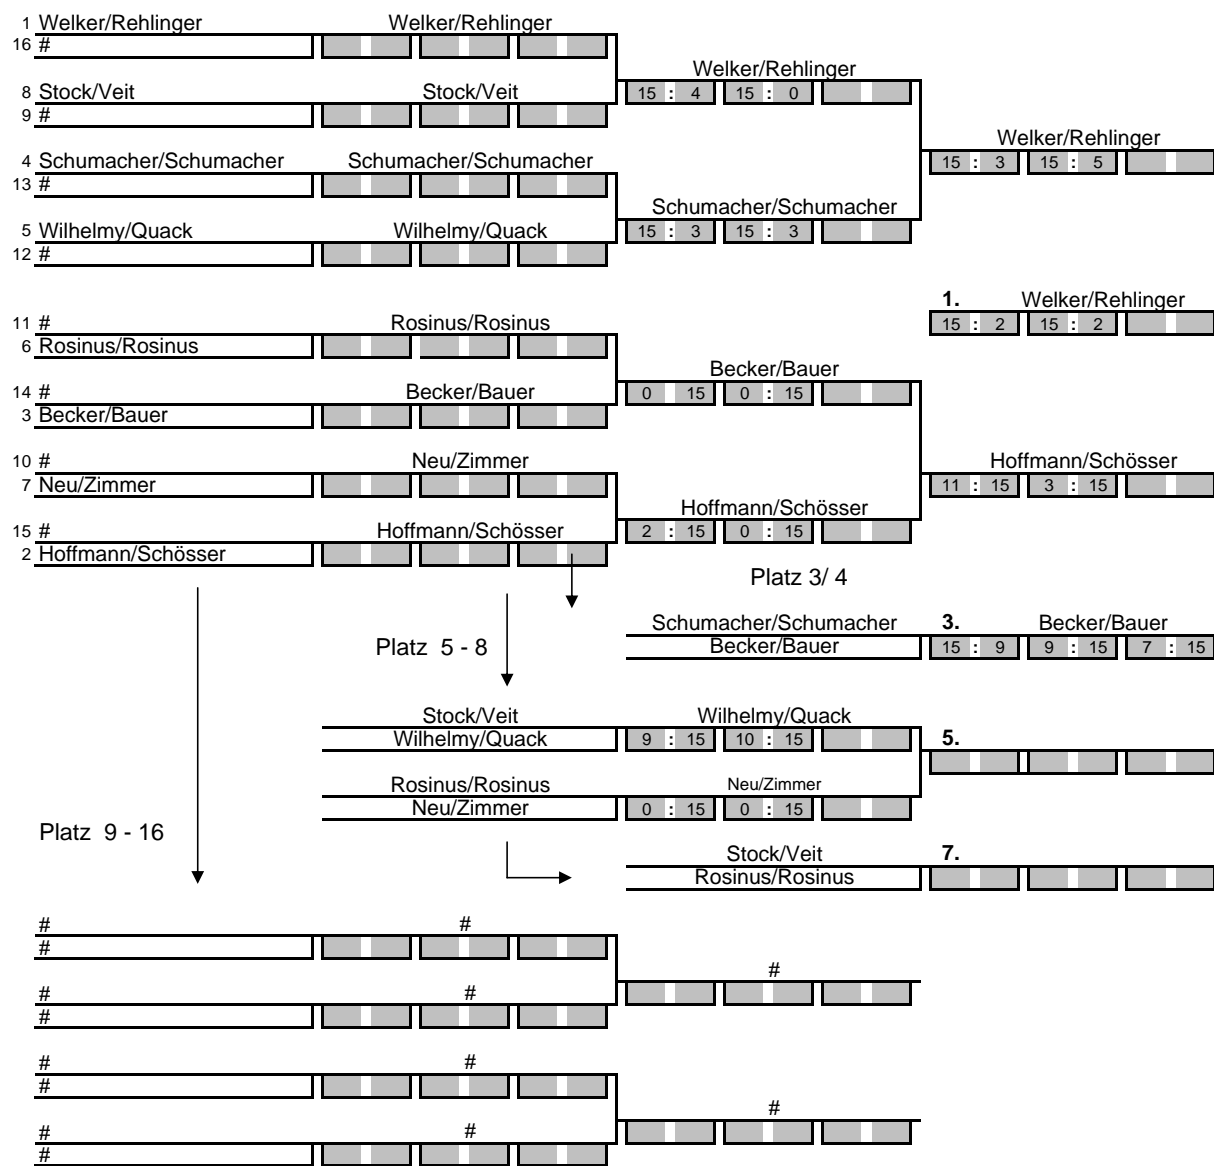 1 Welker/Rehlinger Welker/Rehlinger
16 #
Welker/Rehlinger
8 Stock/Veit Stock/Veit 15 : 4 15 : 0
9 #
Welker/Rehlinger
4 Schumacher/Schumacher Schumacher/Schumacher 15 : 3 15 : 5
13 #
Schumacher/Schumacher
5 Wilhelmy/Quack Wilhelmy/Quack 15 : 3 15 : 3
12 #
1. Welker/Rehlinger
11 # Rosinus/Rosinus 15 : 2 15 : 2
6 Rosinus/Rosinus
Becker/Bauer
14 # Becker/Bauer 0 15 0 : 15
3 Becker/Bauer
10 # Neu/Zimmer Hoffmann/Schösser
7 Neu/Zimmer 11 : 15 3 : 15
Hoffmann/Schösser
15 # Hoffmann/Schösser 2 : 15 0 : 15
2 Hoffmann/Schösser
Platz 3/ 4
Schumacher/Schumacher 3. Becker/Bauer
Platz 5 - 8 Becker/Bauer 15 : 9 9 : 15 7 : 15
Stock/Veit Wilhelmy/Quack
Wilhelmy/Quack 9 : 15 10 : 15 5.
Rosinus/Rosinus Neu/Zimmer
Neu/Zimmer 0 : 15 0 : 15
Platz 9 - 16
Stock/Veit 7.
Rosinus/Rosinus
# #
#
#
# #
#
# #
#
#
# #
#